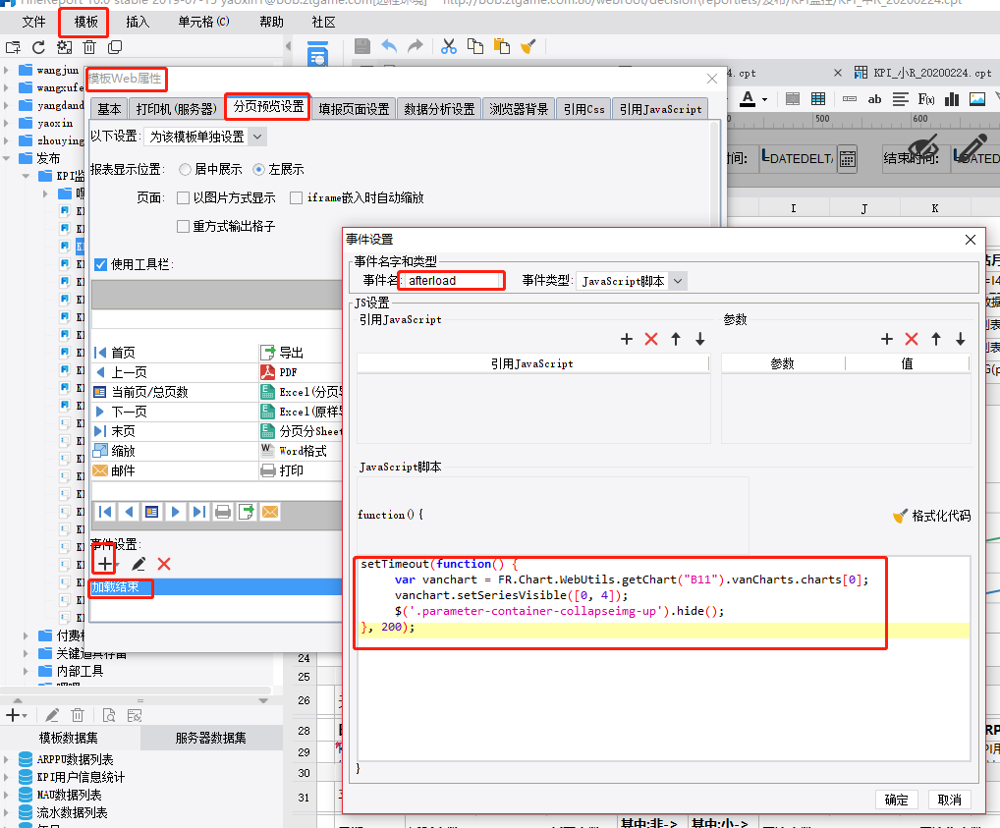 FineReport 10.0 stable 2019-07-15 yaoxin1@bob.ztgame.com[远程环境] http://bob.ztgame.com:80/webroot/decision\reportlets/发布/KPI监控/KPI_中R_20200224.cpt
文件 模板 插入 单元格(C) 帮助 社区
wangjun
wangxufe
yangdand
yaoxin
zhouying
发布
KPI监
模板Web属性
.cpt
KPI_小R_20200224.cpt
基本 打印机(服务器) 分页预览设置 填报页面设置 数据分析设置 浏览器背景 引用Css 引用JavaScript
以下设置: 为该模板单独设置
报表显示位置: 居中展示 左展示
页面: 以图片方式显示 iframe嵌入时自动缩放
重方式输出格子
使用工具栏:
首页 导出
上一页 PDF
当前页/总页数 Excel(分页
下一页 Excel(原样
末页 分页分Sheet
缩放 Word格式
邮件 打印
事件设置:
加载结束
A F(x) ab
500 600
间: =DATEDELT 结束时间: =DATED
I J K
事件设置
事件名字和类型
事件名: afterload 事件类型: JavaScript脚本
JS设置
引用JavaScript 参数
引用JavaScript 参数 值
JavaScript脚本
function(){
格式化代码
setTimeout(function() {
var vanchart = FR.Chart.WebUtils.getChart("B11").vanCharts.charts[0];
vanchart.setSeriesVisible([0, 4]);
$('.parameter-container-collapseimg-up').hide();
}, 200);
}
确定 取消
关键道具存留
内部工具
模板数据集 服务器数据集
ARPPU数据列表
KPI用户信息统计
MAU数据列表
流水数据列表
24
25
26
28
29
30
31
其中:非-> 其中:小->